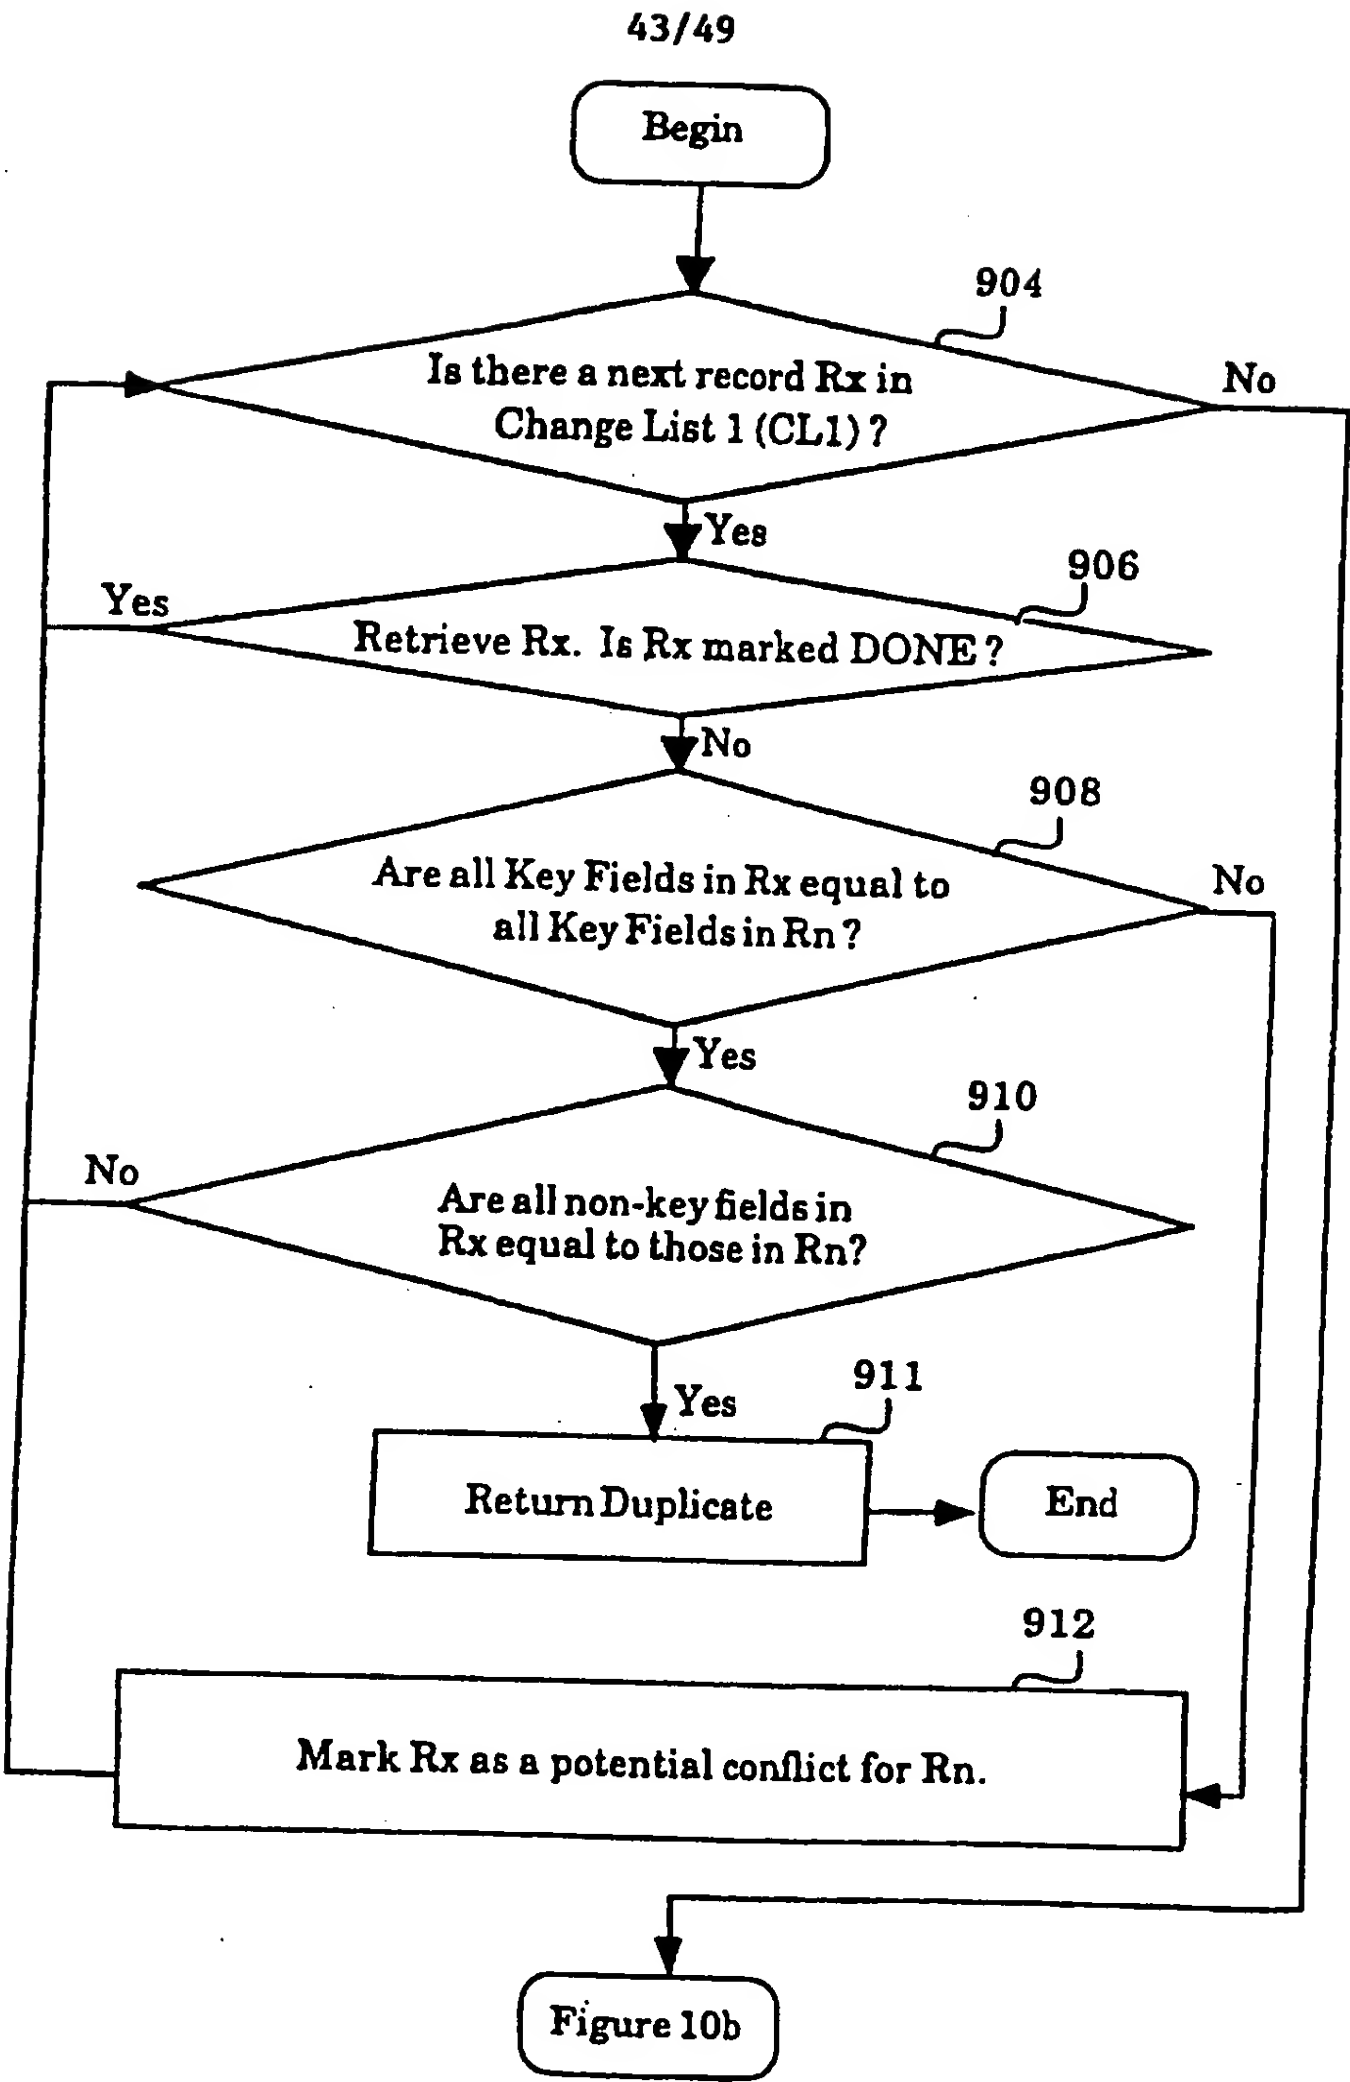 43/49
Begin
904
Is there a next record Rx in
Change List 1 (CL1) ?
No
Yes
906
Yes
Retrieve Rx. Is Rx marked DONE ?
No
908
Are all Key Fields in Rx equal to
all Key Fields in Rn ?
No
Yes
910
No
Are all non-key fields in
Rx equal to those in Rn?
Yes
911
Return Duplicate
End
912
Mark Rx as a potential conflict for Rn.
Figure 10b